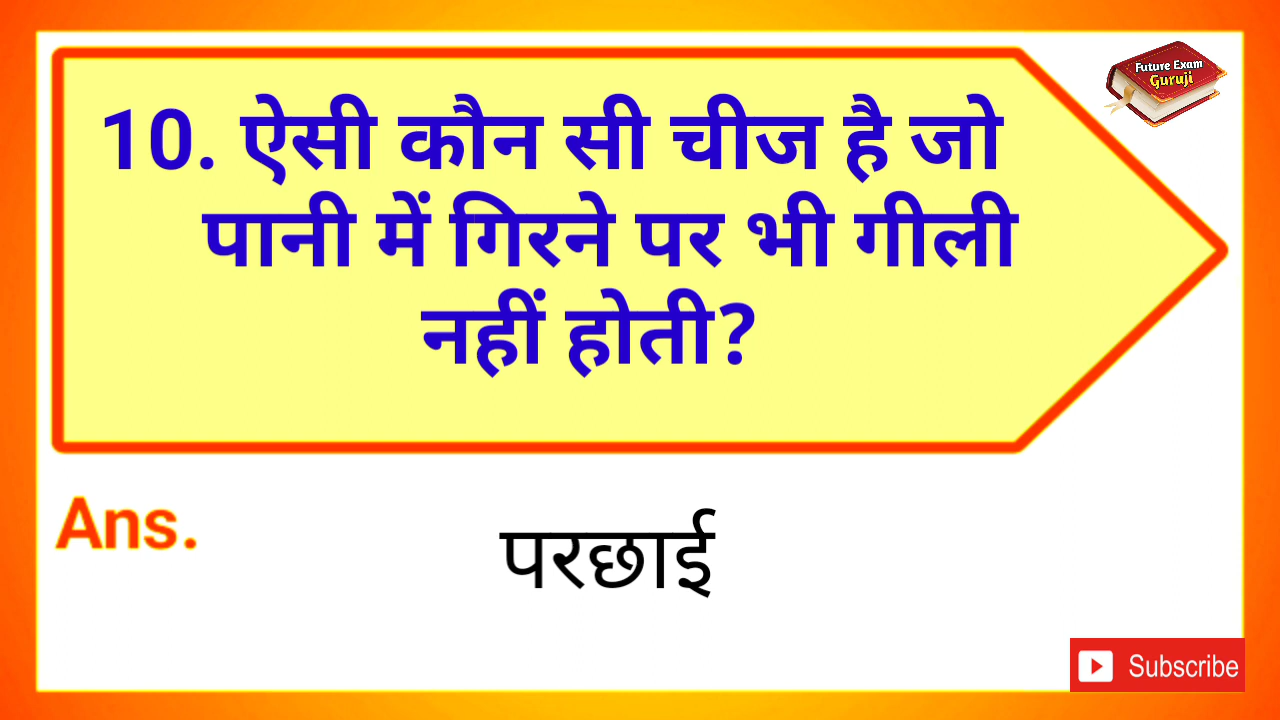 Future Exam
Guruji
10. ऐसी कौन सी चीज है जो
पानी में गिरने पर भी गीली
नहीं होती?
Ans.
परछाई
Subscribe